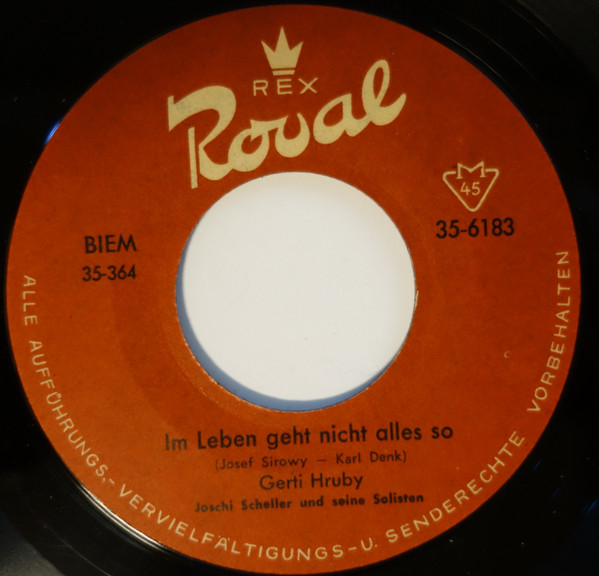 REX
Royal
M
45
35-6183
BIEM
35-364
Im Leben geht nicht alles so
(Josef Sirowy — Karl Denk)
Gerti Hruby
Joschi Scheller und seine Solisten
ALLE AUFFÜHRUNGS-, VERVIELFÄLTIGUNGS- U. SENDERECHTE VORBEHALTEN